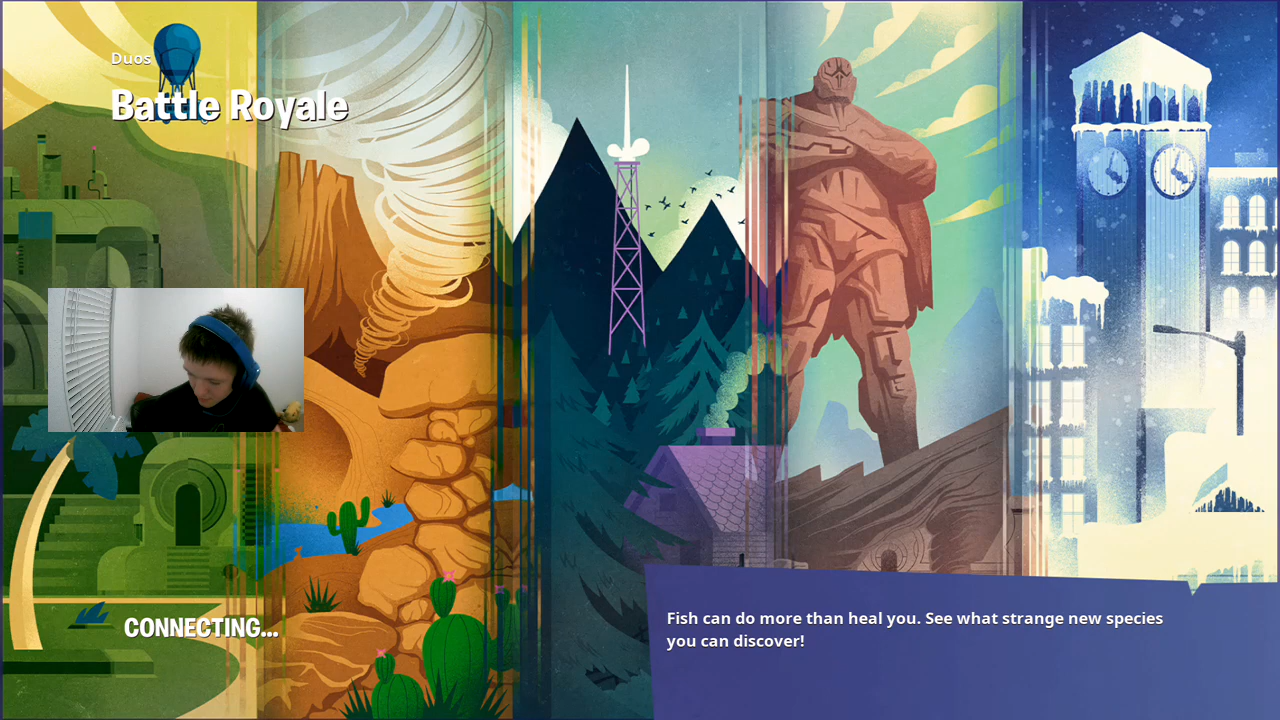 Duos
Battle Royale
CONNECTING...
Fish can do more than heal you. See what strange new species
you can discover!